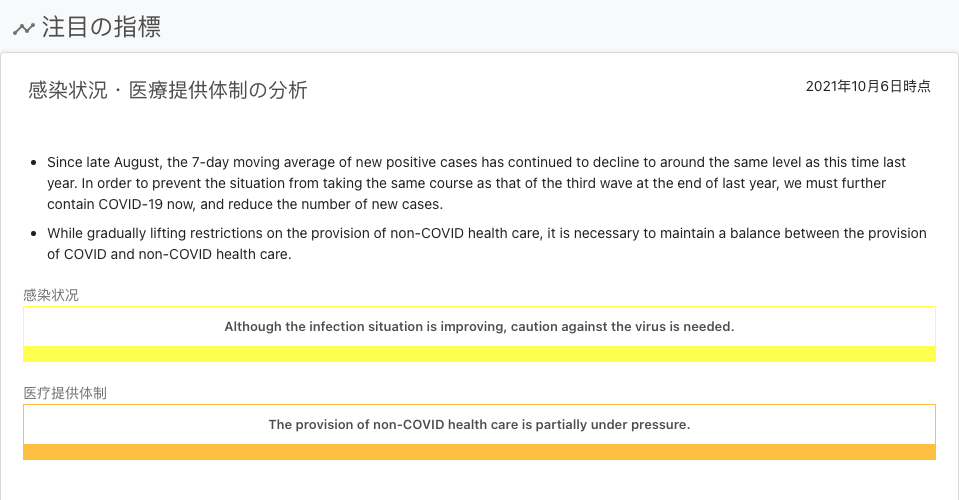 注目の指標
感染状況・医療提供体制の分析
2021年10月6日時点
Since late August, the 7-day moving average of new positive cases has continued to decline to around the same level as this time last
year. In order to prevent the situation from taking the same course as that of the third wave at the end of last year, we must further
contain COVID-19 now, and reduce the number of new cases.
While gradually lifting restrictions on the provision of non-COVID health care, it is necessary to maintain a balance between the provision
of COVID and non-COVID health care.
感染状况
Although the infection situation is improving, caution against the virus is needed.
医疗提供体制
The provision of non-COVID health care is partially under pressure.